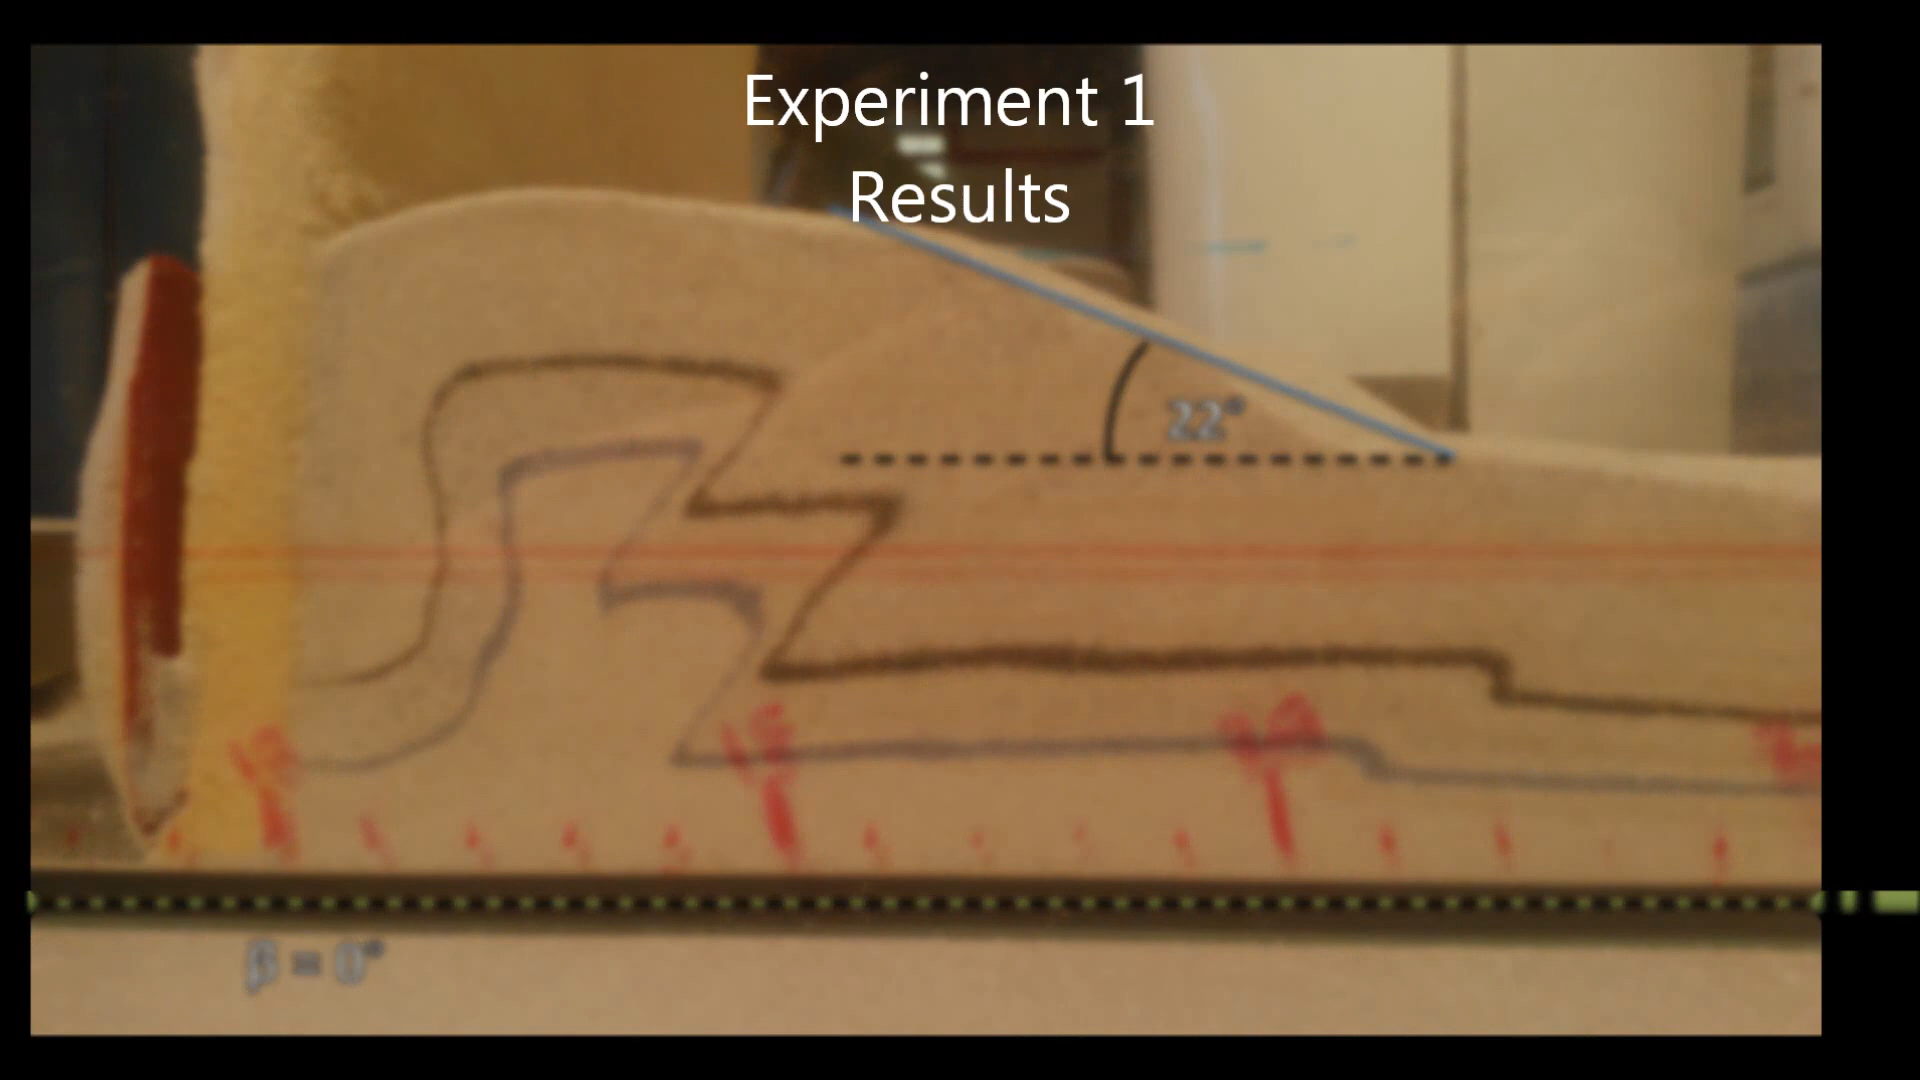 Experiment 1
Results
22°
β = 0°